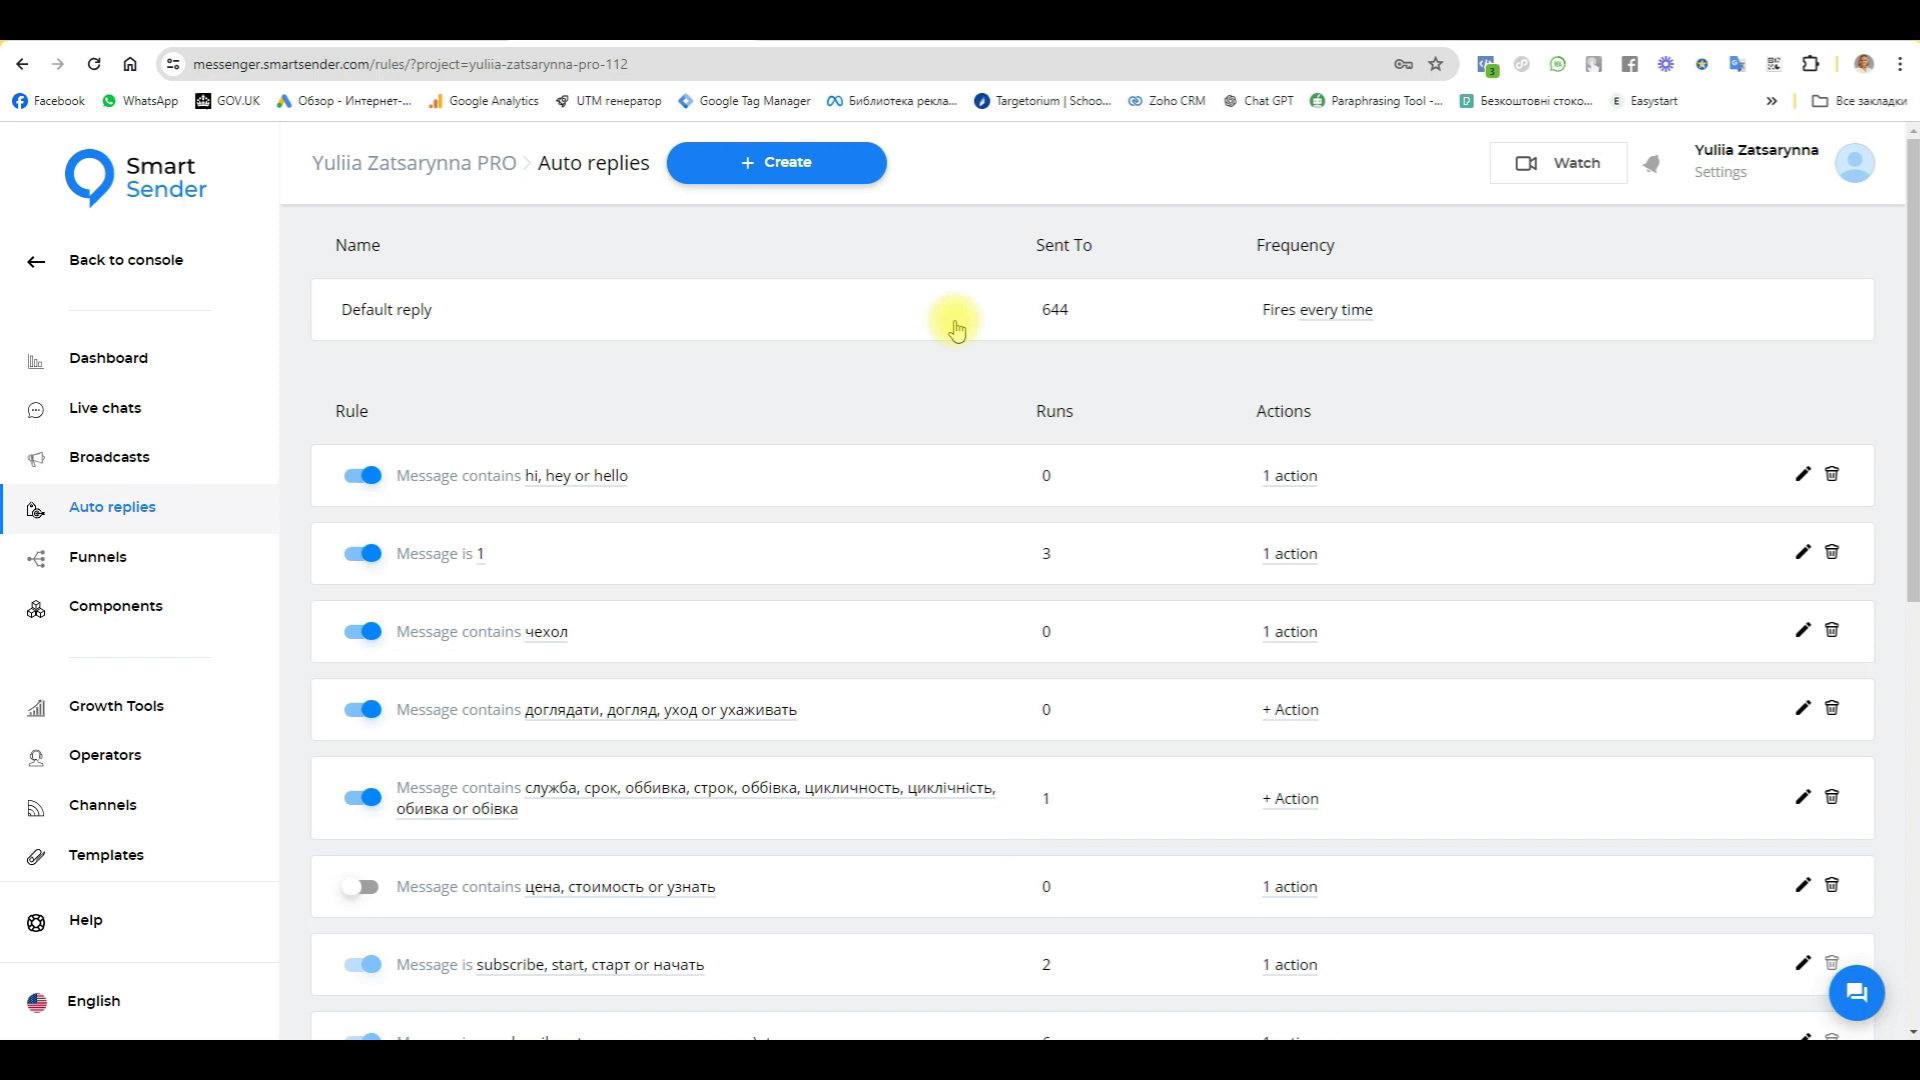 messenger.smartsender.com/rules/?project=yuliia-zatsarynna-pro-112
3
Facebook
WhatsApp
GOV.UK
Обзор - Интернет-...
Google Analytics
UTM генератор
Google Tag Manager
Библиотека рекла...
Targetorium | Schoo...
Zoho CRM
Chat GPT
Paraphrasing Tool -...
Безкоштовні стоко...
E Easystart
»
Все закладки
Smart
Sender
Yuliia Zatsarynna PRO > Auto replies
+ Create
Watch
Yuliia Zatsarynna
Settings
Back to console
Dashboard
Live chats
Broadcasts
Auto replies
Funnels
Components
Growth Tools
Operators
Channels
Templates
Help
English
Name Sent To Frequency
Default reply 644 Fires every time
Rule Runs Actions
Message contains hi, hey or hello 0 1 action
Message is 1 3 1 action
Message contains чехол 0 1 action
Message contains доглядати, догляд, уход or ухаживать 0 + Action
Message contains служба, срок, оббивка, строк, оббівка, цикличность, циклічність,
обивка or обівка 1 + Action
Message contains цена, стоимость or узнать 0 1 action
Message is subscribe, start, старт or начать 2 1 action